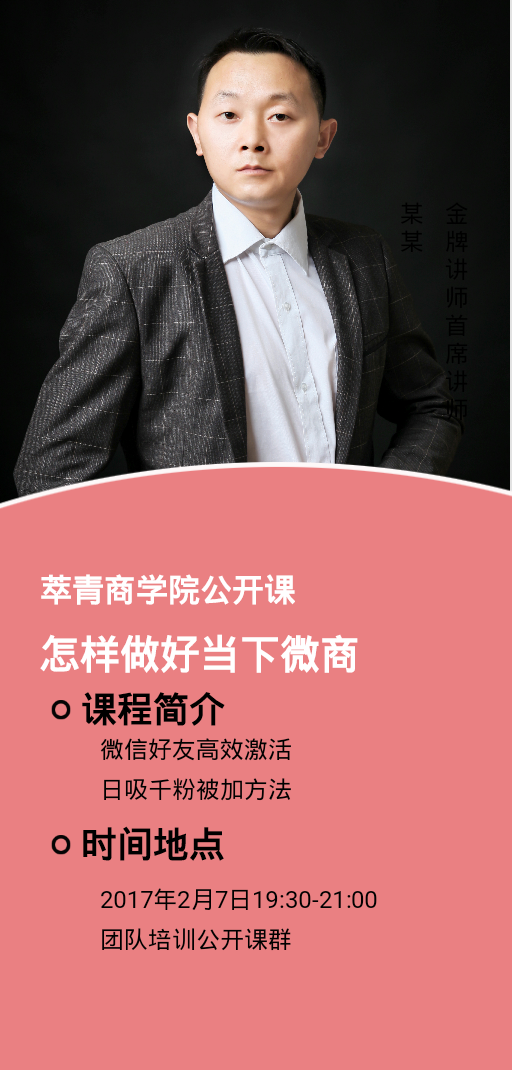 金牌讲师首席讲师
某某
萃青商学院公开课
怎样做好当下微商
课程简介
微信好友高效激活
日吸千粉被加方法
时间地点
2017年2月7日19:30-21:00
团队培训公开课群